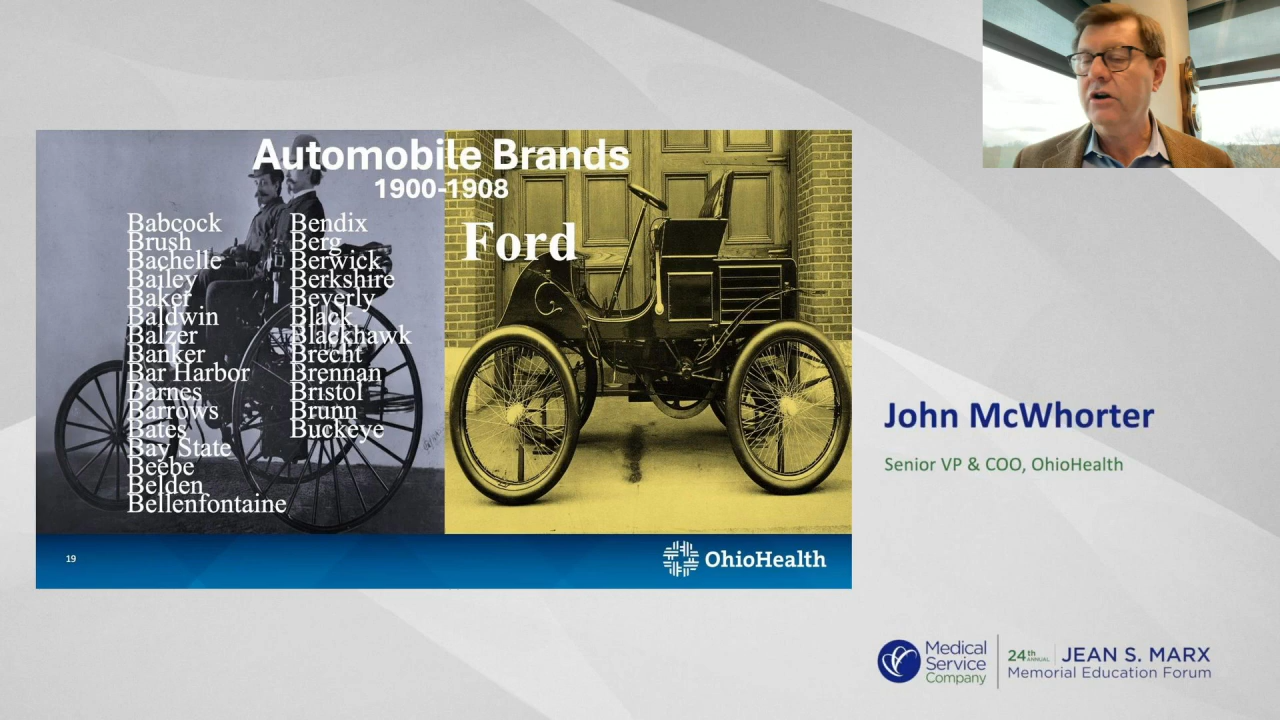 Automobile Brands
1900-1908
Babcock
Brush
Bachelle
Bailey
Baker
Baldwin
Balzer
Banker
Bar Harbor
Barnes
Barrows
Bates
Bay State
Beebe
Belden
Bellenfontaine
Bendix
Berg
Berwick
Berkshire
Beverly
Black
Blackhawk
Brecht
Brennan
Bristol
Brunn
Buckeye
Ford
19
OhioHealth
John McWhorter
Senior VP & COO, OhioHealth
Medical
Service
Company
24th ANNUAL JEAN S. MARX
Memorial Education Forum